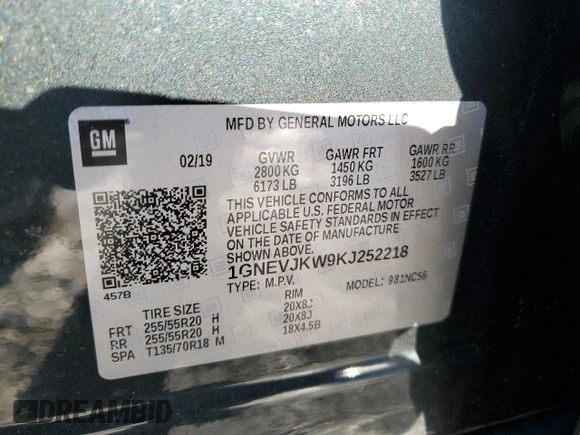 GM
MFD BY GENERAL MOTORS LLC
02/19
GVWR GAWR FRT GAWR RR
2800 KG 1450 KG 1600 KG
6173 LB 3196 LB 3527 LB
THIS VEHICLE CONFORMS TO ALL
APPLICABLE U.S. FEDERAL MOTOR
VEHICLE SAFETY STANDARDS IN EFFECT
ON THE DATE OF MANUFACTURE
SHOWN ABOVE.
1GNEVJKW9KJ252218
TYPE: M.P.V. MODEL: 981NC56
457B
TIRE SIZE RIM
FRT 255/55R20 H 20X8J
RR 255/55R20 H 20X8J
SPA T135/70R18 M 18X4.5B
DREAMBID